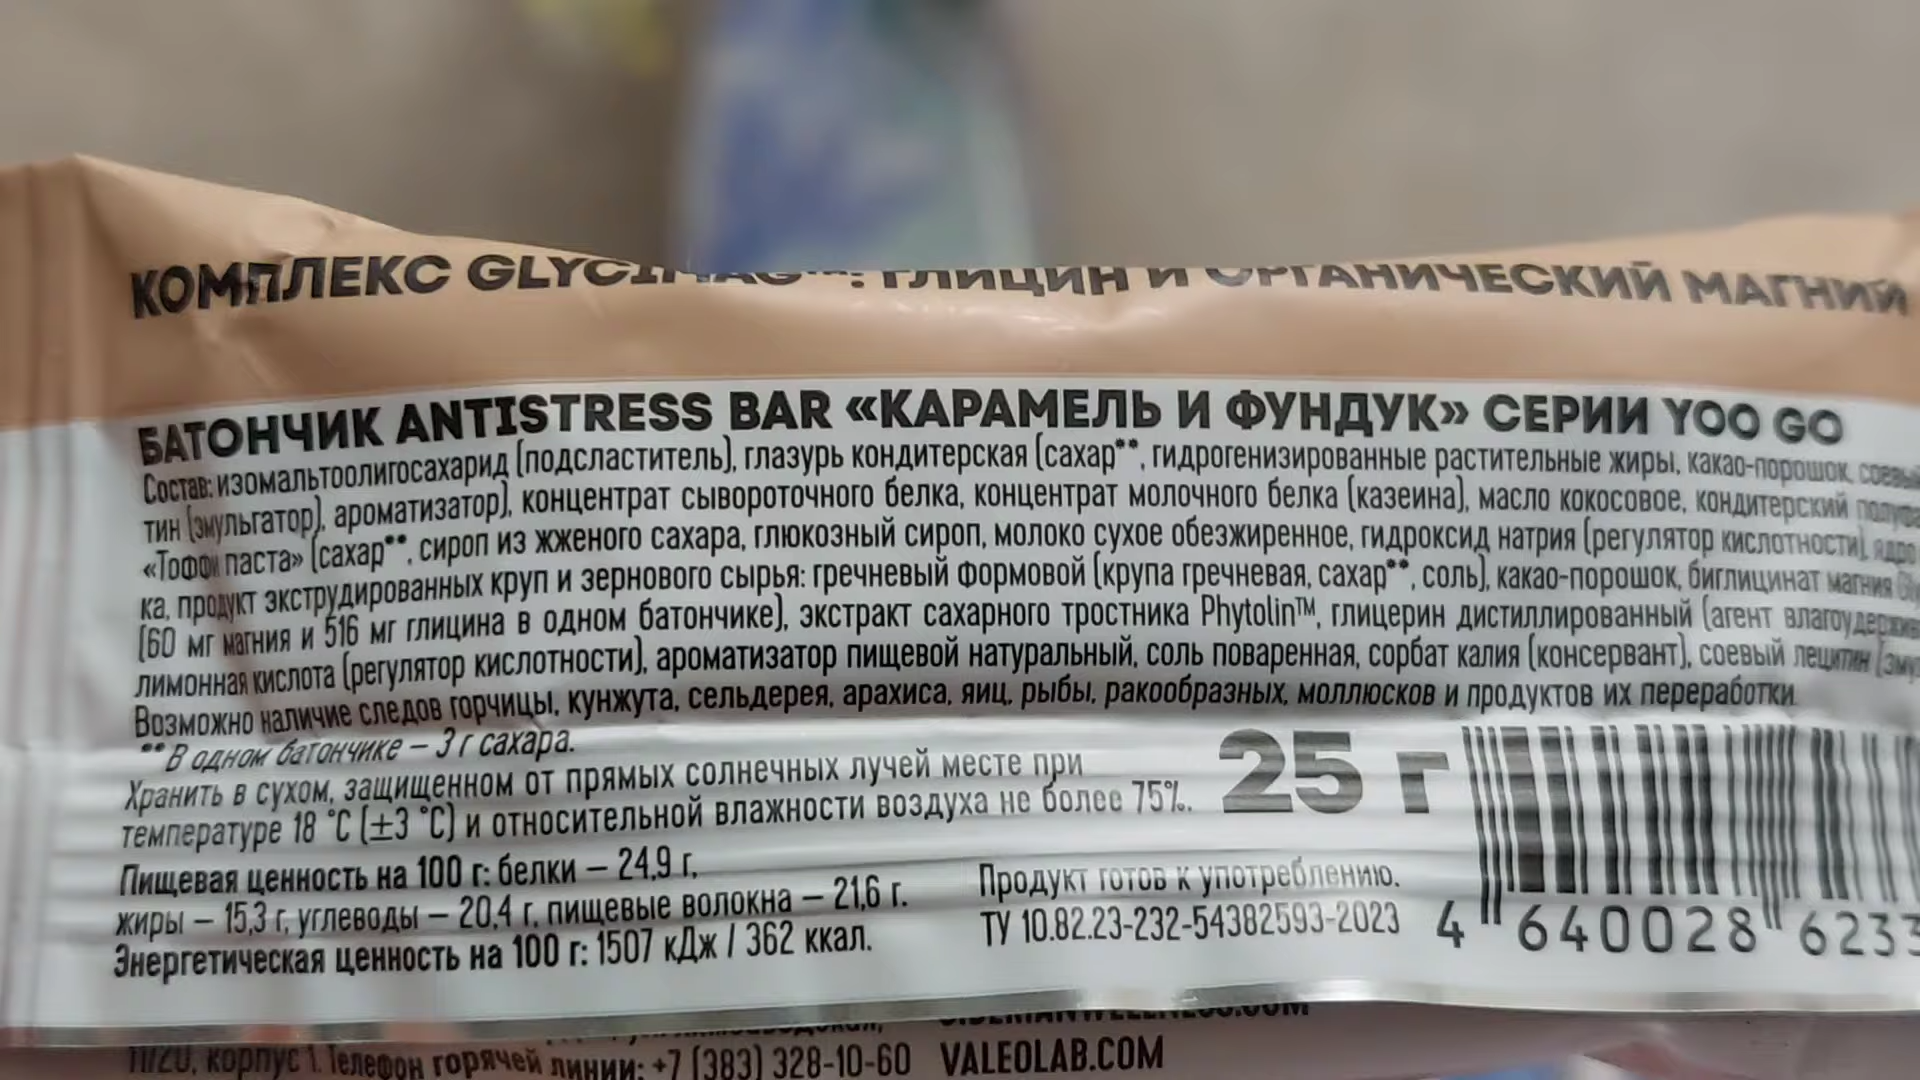 КОМПЛЕКС GLYCIMAG™: ГЛИЦИН И ОРГАНИЧЕСКИЙ МАГНИЙ
БАТОНЧИК ANTISTRESS BAR «КАРАМЕЛЬ И ФУНДУК» СЕРИИ YOO GO
Состав: изомальтоолигосахарид (подсластитель), глазурь кондитерская (сахар**, гидрогенизированные растительные жиры, какао-порошок, соевый
тин (эмульгатор), ароматизатор), концентрат сывороточного белка, концентрат молочного белка (казеина), масло кокосовое, кондитерский
«Тоффи паста» (сахар**, сироп из жженого сахара, глюкозный сироп, молоко сухое обезжиренное, гидроксид натрия (регулятор кислотности), ядро
ка, продукт экструдированных круп и зернового сырья: гречневый формовой (крупа гречневая, сахар**, соль), какао-порошок, биглицинат магния
(60 мг магния и 516 мг глицина в одном батончике), экстракт сахарного тростника Phytolin™, глицерин дистиллированный (агент
лимонная кислота (регулятор кислотности), ароматизатор пищевой натуральный, соль поваренная, сорбат калия (консервант), соевый лецитин
Возможно наличие следов горчицы, кунжута, сельдерея, арахиса, яиц, рыбы, ракообразных, моллюсков и продуктов их переработки.
** В одном батончике – 3 г сахара.
Хранить в сухом, защищенном от прямых солнечных лучей месте при
температуре 18 °С (±3 °С) и относительной влажности воздуха не более 75%.
25 г
Пищевая ценность на 100 г: белки – 24,9 г,
жиры – 15,3 г, углеводы – 20,4 г, пищевые волокна – 21,6 г.
Энергетическая ценность на 100 г: 1507 кДж / 362 ккал.
Продукт готов к употреблению.
ТУ 10.82.23-232-54382593-2023
4 640028 6233
корпус 1. Телефон горячей линии: +7 (383) 328-10-60 VALEOLAB.COM